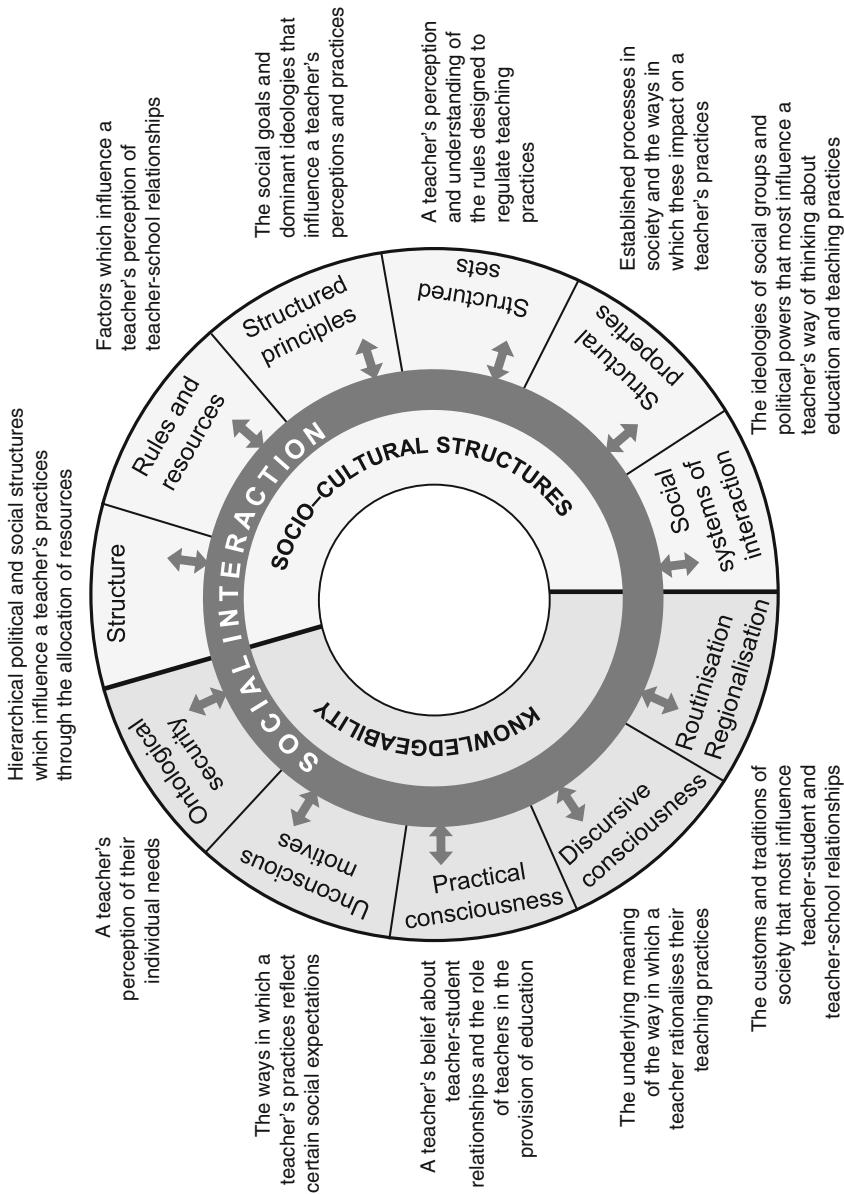 Hierarchical political and social structures
which influence a teacher's practices
through the allocation of resources
Factors which influence a
teacher's perception of
teacher-school relationships
The social goals and
dominant ideologies that
influence a teacher's
perceptions and practices
A teacher's perception
and understanding of
the rules designed to
regulate teaching
practices
Established processes in
society and the ways in
which these impact on a
teacher's practices
The ideologies of social groups and
political powers that most influence a
teacher's way of thinking about
education and teaching practices
Structure
Rules and
resources
Structured
principles
Structured
sets
Structural
properties
Social
systems of
interaction
SOCIAL INTERACTION
SOCIO–CULTURAL STRUCTURES
KNOWLEDGEABILITY
Ontological
security
Unconscious
motives
Practical
consciousness
Discursive
consciousness
Routinisation
Regionalisation
A teacher's
perception of their
individual needs
The ways in which a
teacher's practices reflect
certain social expectations
A teacher's belief about
teacher-student
relationships and the role
of teachers in the
provision of education
The underlying meaning
of the way in which a
teacher rationalises their
teaching practices
The customs and traditions of
society that most influence
teacher-student and
teacher-school relationships